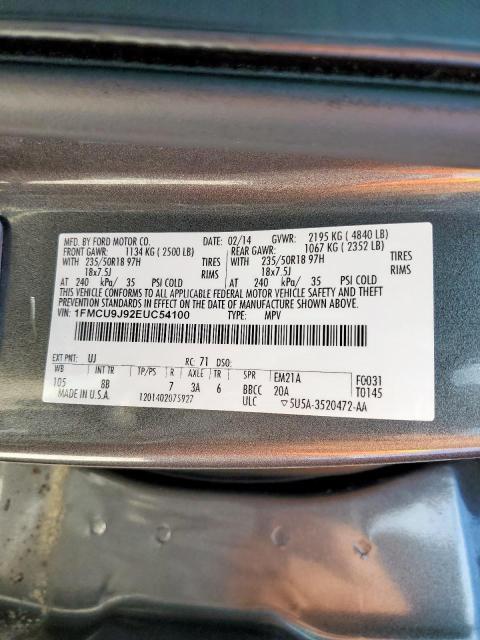 MFD. BY FORD MOTOR CO.
DATE: 02/14 GVWR: 2195 KG ( 4840 LB)
FRONT GAWR: 1134 KG ( 2500 LB) REAR GAWR: 1067 KG ( 2352 LB)
WITH 235/50R18 97H TIRES WITH 235/50R18 97H TIRES
18x7.5J RIMS 18x7.5J RIMS
AT 240 kPa/ 35 PSI COLD AT 240 kPa/ 35 PSI COLD
THIS VEHICLE CONFORMS TO ALL APPLICABLE FEDERAL MOTOR VEHICLE SAFETY AND THEFT
PREVENTION STANDARDS IN EFFECT ON THE DATE OF MANUFACTURE SHOWN ABOVE.
VIN: 1FMCU9J92EUC54100 TYPE: MPV
EXT PNT: UJ RC: 71 DSO:
WB INT TR TP/PS R AXLE TR SPR EM21A F0031
105 8B 7 3A 6 BBCC 20A T0145
MADE IN U.S.A. 1201402075927 ULC ▽5U5A-3520472-AA